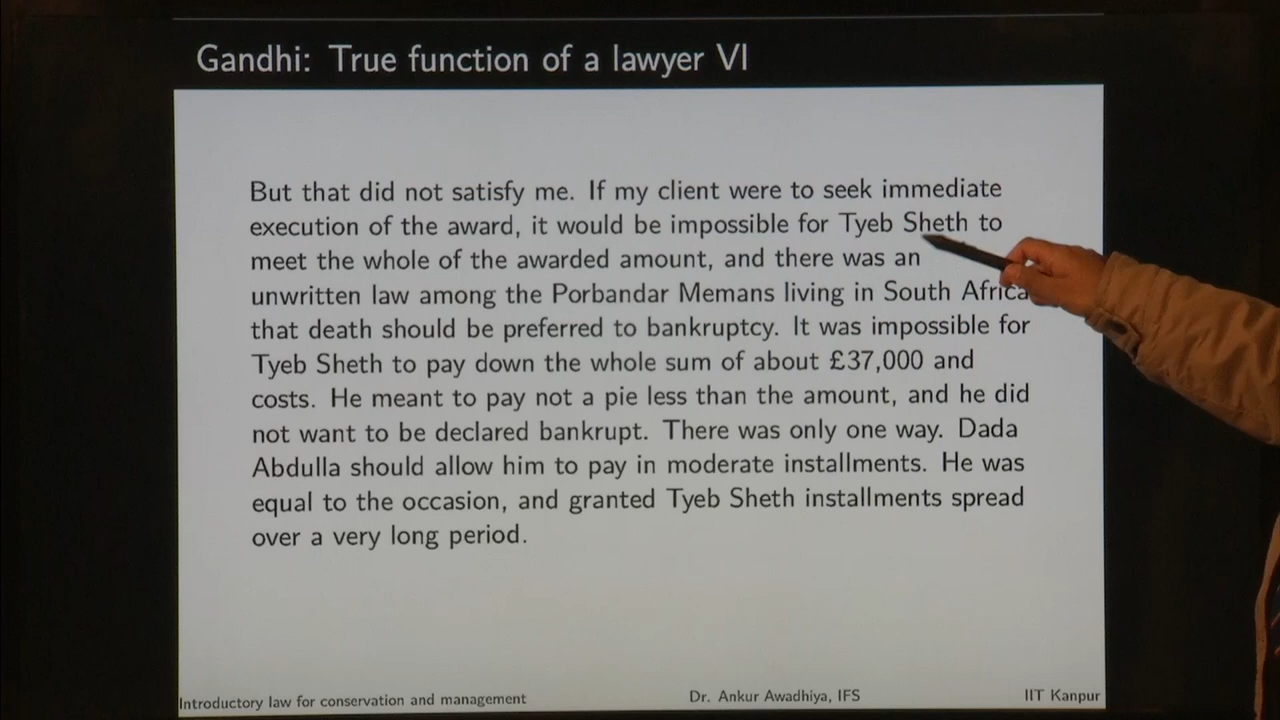 Gandhi: True function of a lawyer VI
But that did not satisfy me. If my client were to seek immediate
execution of the award, it would be impossible for Tyeb Sheth to
meet the whole of the awarded amount, and there was an
unwritten law among the Porbandar Memans living in South Africa
that death should be preferred to bankruptcy. It was impossible for
Tyeb Sheth to pay down the whole sum of about £37,000 and
costs. He meant to pay not a pie less than the amount, and he did
not want to be declared bankrupt. There was only one way. Dada
Abdulla should allow him to pay in moderate installments. He was
equal to the occasion, and granted Tyeb Sheth installments spread
over a very long period.
Introductory law for conservation and management Dr. Ankur Awadhiya, IFS IIT Kanpur